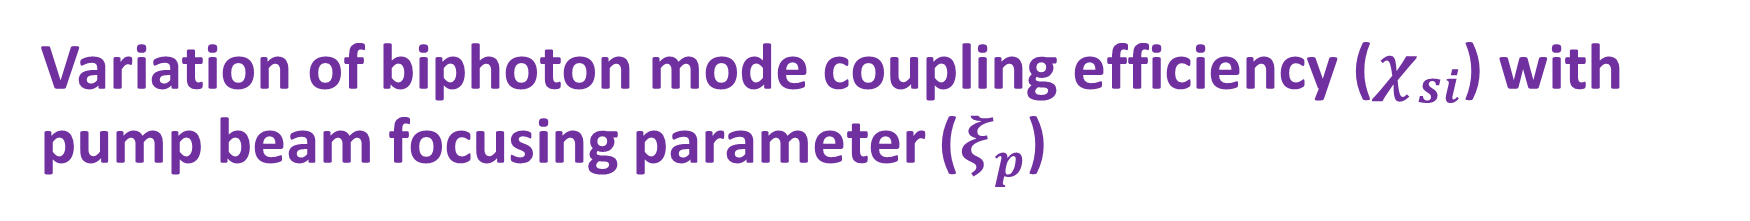 Variation of biphoton mode coupling efficiency (χ_si) with
pump beam focusing parameter (ξ_p)